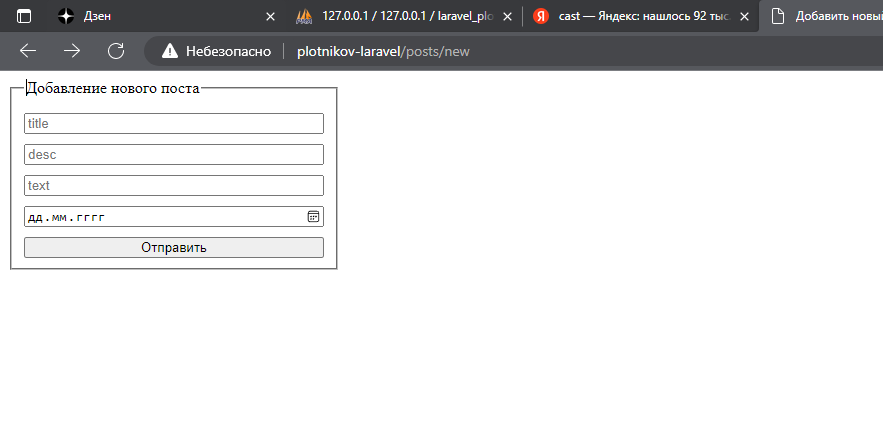 Дзен
127.0.0.1 / 127.0.0.1 / laravel_plo
cast — Яндекс: нашлось 92 тыс
Добавить новый
Небезопасно
plotnikov-laravel/posts/new
Добавление нового поста
title
desc
text
дд.мм.гггг
Отправить